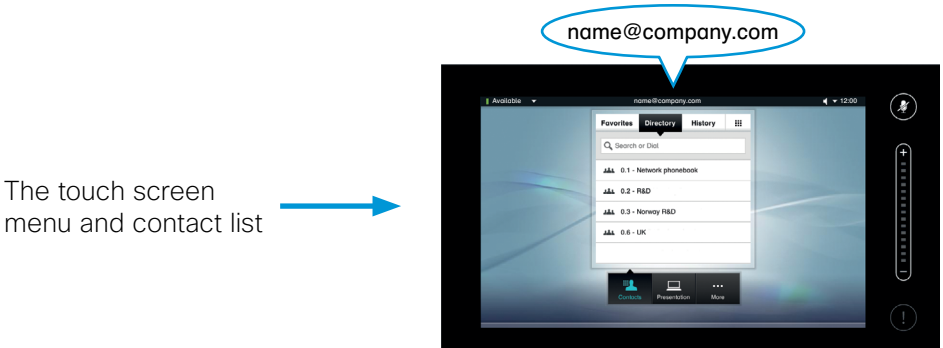 name@company.com
Available name@company.com 12:00
Favorites Directory History
Search or Dial
0.1 - Network phonebook
0.2 - R&D
0.3 - Norway R&D
0.6 - UK
Contacts Presentation More
The touch screen
menu and contact list